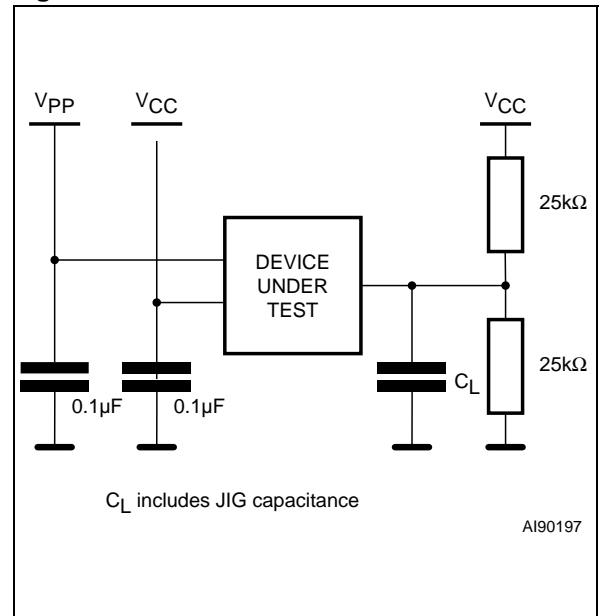 VPP VCC VCC
25kΩ
DEVICE
UNDER
TEST
25kΩ
CL
0.1µF 0.1µF
CL includes JIG capacitance
AI90197